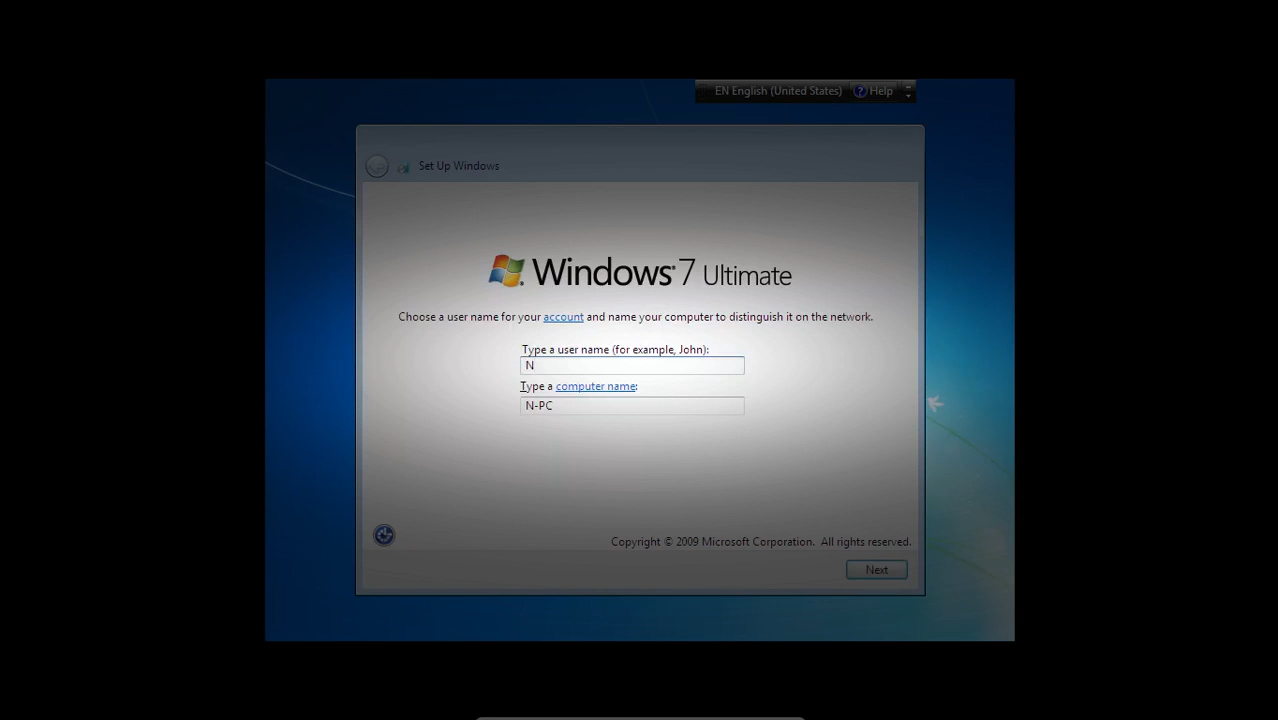 EN English (United States) Help
Set Up Windows
Windows® 7 Ultimate
Choose a user name for your account and name your computer to distinguish it on the network.
Type a user name (for example, John):
N
Type a computer name:
N-PC
Copyright © 2009 Microsoft Corporation. All rights reserved.
Next